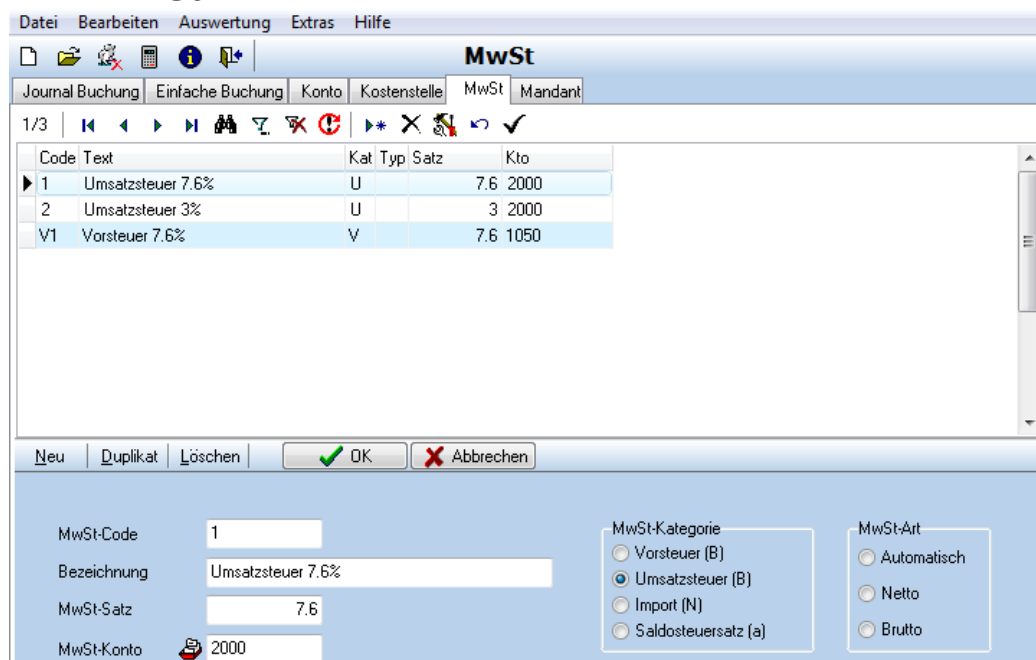 Datei Bearbeiten Auswertung Extras Hilfe
MwSt
Journal Buchung Einfache Buchung Konto Kostenstelle MwSt Mandant
1/3
Code Text Kat Typ Satz Kto
1 Umsatzsteuer 7.6% U 7.6 2000
2 Umsatzsteuer 3% U 3 2000
V1 Vorsteuer 7.6% V 7.6 1050
Neu Duplikat Löschen OK Abbrechen
MwSt-Code 1
Bezeichnung Umsatzsteuer 7.6%
MwSt-Satz 7.6
MwSt-Konto 2000
MwSt-Kategorie
Vorsteuer (B)
Umsatzsteuer (B)
Import (N)
Saldosteuersatz (a)
MwSt-Art
Automatisch
Netto
Brutto